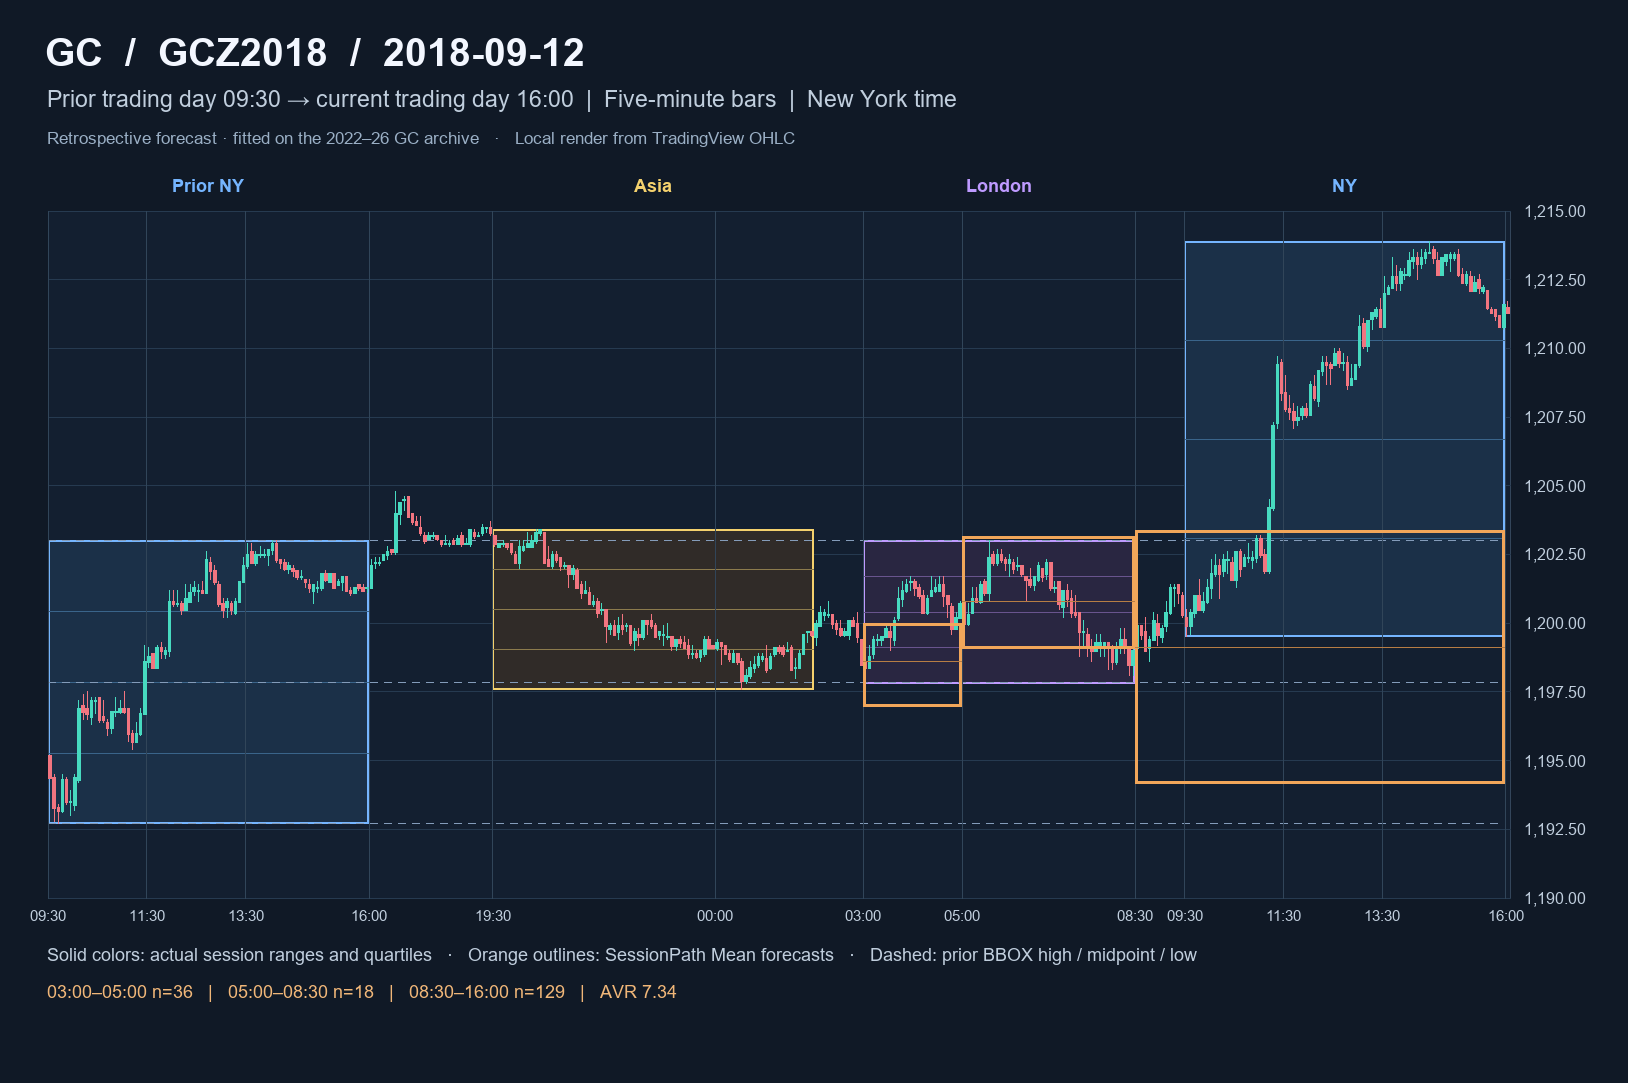 GC / GCZ2018 / 2018-09-12
Prior trading day 09:30 → current trading day 16:00 | Five-minute bars | New York time
Retrospective forecast · fitted on the 2022–26 GC archive · Local render from TradingView OHLC
Prior NY Asia London NY
1,215.00
1,212.50
1,210.00
1,207.50
1,205.00
1,202.50
1,200.00
1,197.50
1,195.00
1,192.50
1,190.00
09:30 11:30 13:30 16:00 19:30 00:00 03:00 05:00 08:30 09:30 11:30 13:30 16:00
Solid colors: actual session ranges and quartiles · Orange outlines: SessionPath Mean forecasts · Dashed: prior BBOX high / midpoint / low
03:00–05:00 n=36 | 05:00–08:30 n=18 | 08:30–16:00 n=129 | AVR 7.34